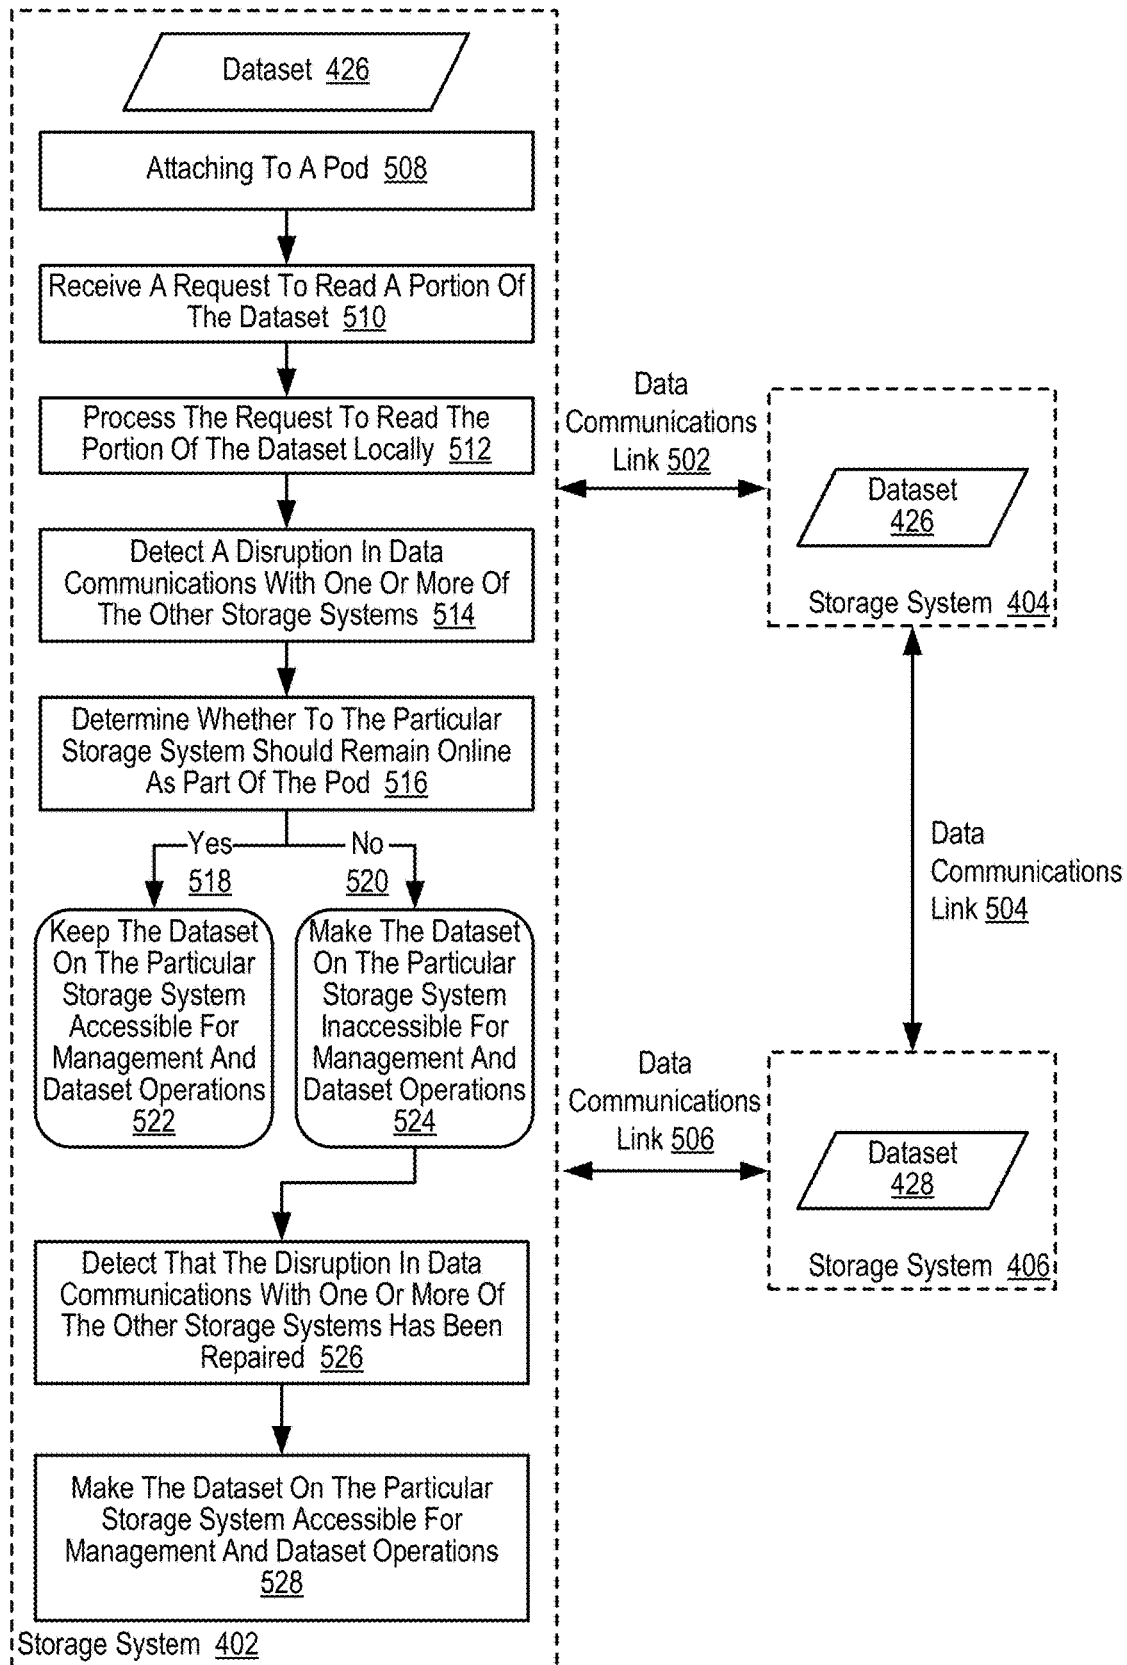 Dataset 426
Attaching To A Pod 508
Receive A Request To Read A Portion Of
The Dataset 510
Process The Request To Read The
Portion Of The Dataset Locally 512
Detect A Disruption In Data
Communications With One Or More Of
The Other Storage Systems 514
Determine Whether To The Particular
Storage System Should Remain Online
As Part Of The Pod 516
Yes
518
No
520
Keep The Dataset
On The Particular
Storage System
Accessible For
Management And
Dataset Operations
522
Make The Dataset
On The Particular
Storage System
Inaccessible For
Management And
Dataset Operations
524
Detect That The Disruption In Data
Communications With One Or More Of
The Other Storage Systems Has Been
Repaired 526
Make The Dataset On The Particular
Storage System Accessible For
Management And Dataset Operations
528
Storage System 402
Data
Communications
Link 502
Dataset
426
Storage System 404
Data
Communications
Link 504
Data
Communications
Link 506
Dataset
428
Storage System 406